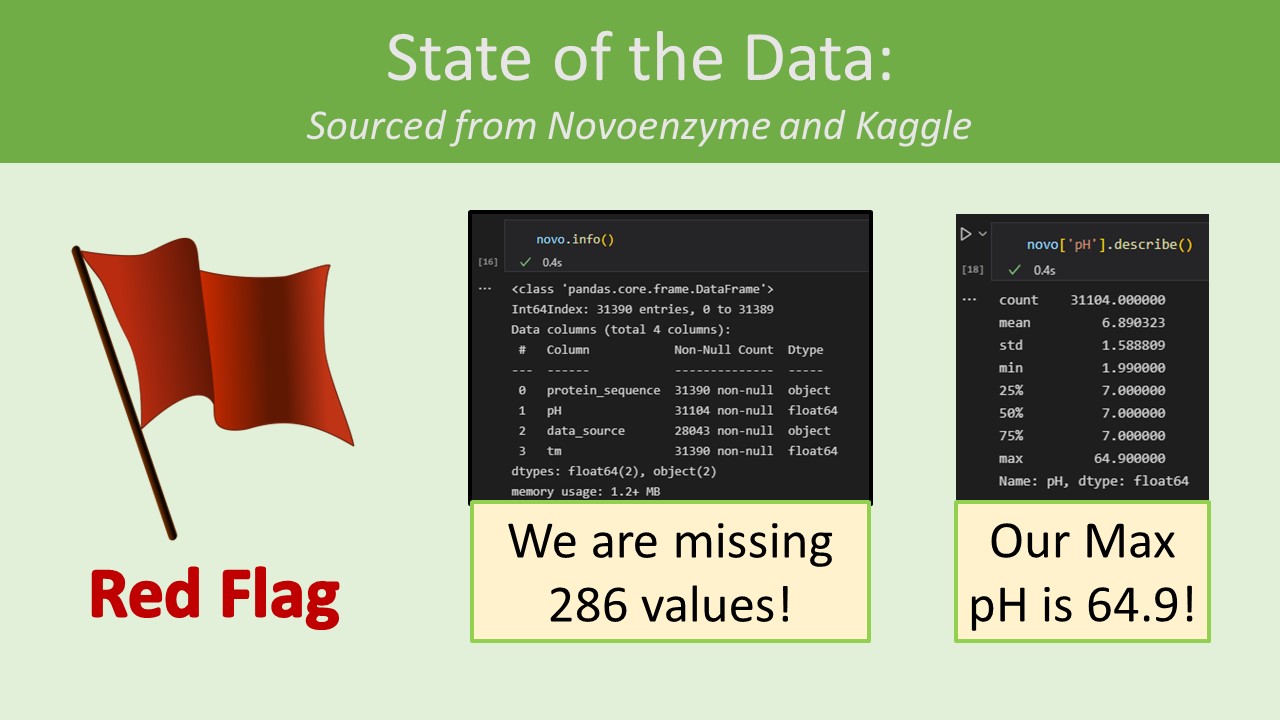 State of the Data:
Sourced from Novoenzyme and Kaggle
Red Flag
novo.info()
[16] ✓ 0.4s
... <class 'pandas.core.frame.DataFrame'>
Int64Index: 31390 entries, 0 to 31389
Data columns (total 4 columns):
# Column Non-Null Count Dtype
--- ------ -------------- -----
0 protein_sequence 31390 non-null object
1 pH 31104 non-null float64
2 data_source 28043 non-null object
3 tm 31390 non-null float64
dtypes: float64(2), object(2)
memory usage: 1.2+ MB
We are missing
286 values!
novo['pH'].describe()
[18] ✓ 0.4s
... count 31104.000000
mean 6.890323
std 1.588809
min 1.990000
25% 7.000000
50% 7.000000
75% 7.000000
max 64.900000
Name: pH, dtype: float64
Our Max
pH is 64.9!